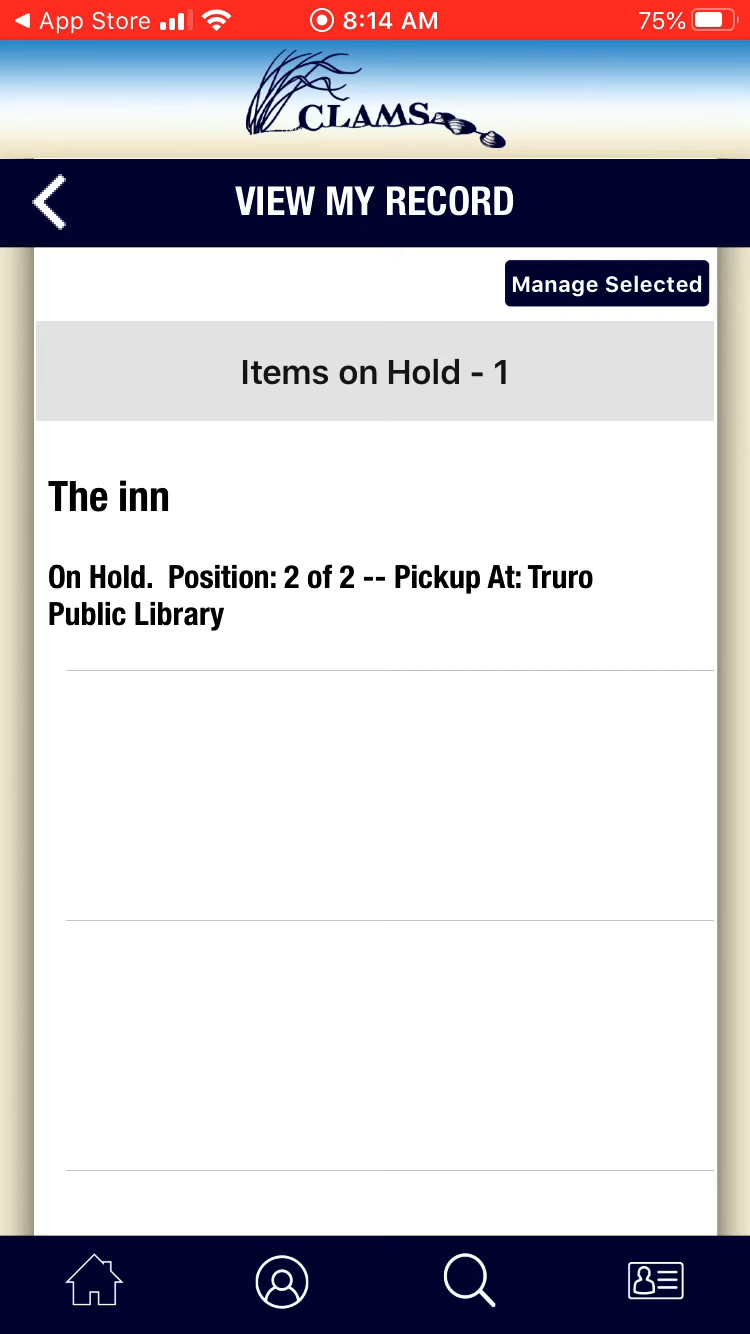 App Store 8:14 AM 75%
CLAMS
VIEW MY RECORD
Manage Selected
Items on Hold - 1
The inn
On Hold.  Position: 2 of 2 -- Pickup At: Truro
Public Library